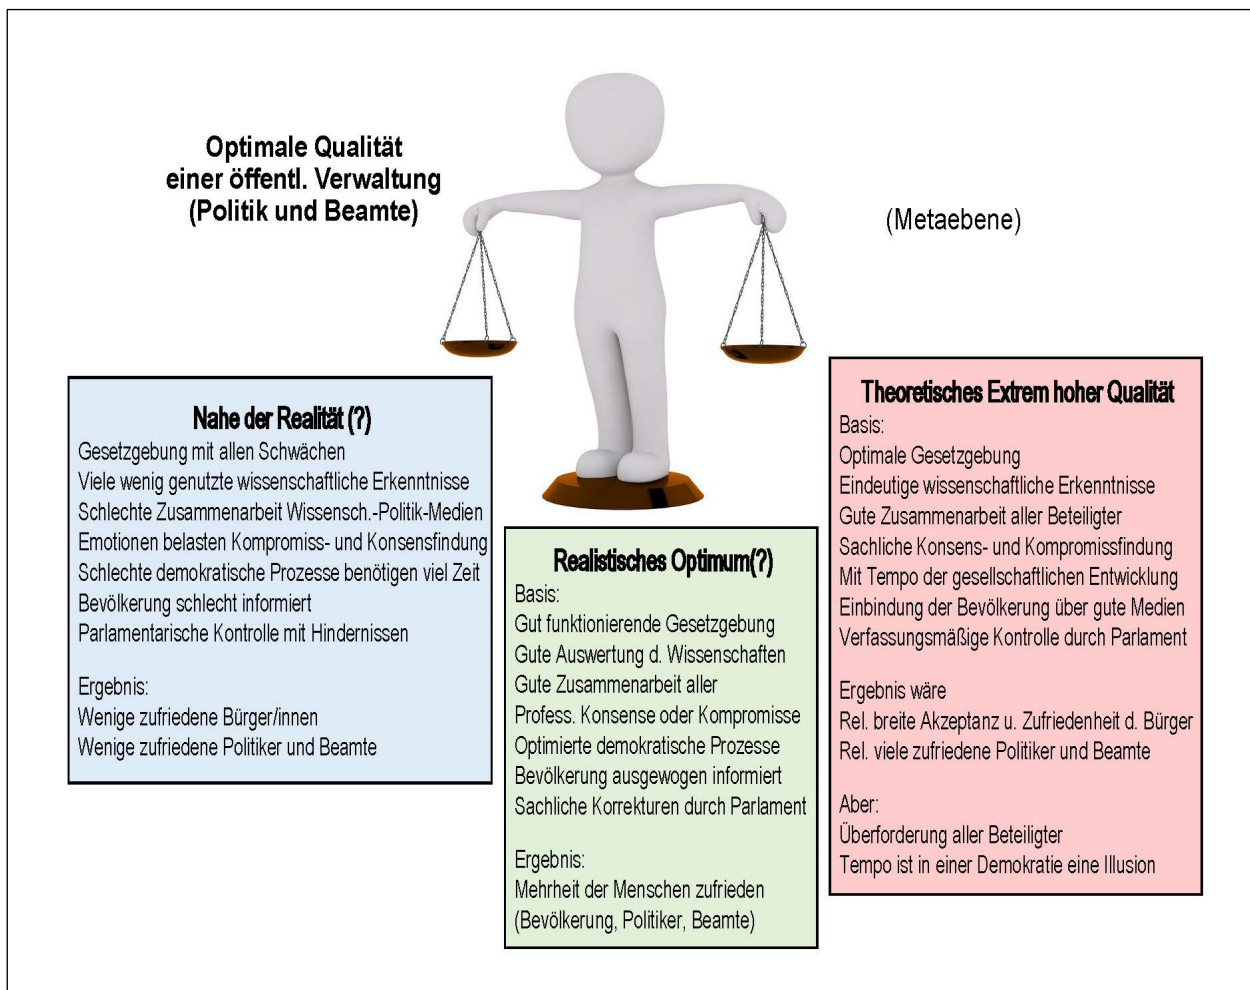 Optimale Qualität
einer öffentl. Verwaltung
(Politik und Beamte)
(Metaebene)
Nahe der Realität (?)
Gesetzgebung mit allen Schwächen
Viele wenig genutzte wissenschaftliche Erkenntnisse
Schlechte Zusammenarbeit Wissensch.-Politik-Medien
Emotionen belasten Kompromiss- und Konsensfindung
Schlechte demokratische Prozesse benötigen viel Zeit
Bevölkerung schlecht informiert
Parlamentarische Kontrolle mit Hindernissen
Ergebnis:
Wenige zufriedene Bürger/innen
Wenige zufriedene Politiker und Beamte
Realistisches Optimum(?)
Basis:
Gut funktionierende Gesetzgebung
Gute Auswertung d. Wissenschaften
Gute Zusammenarbeit aller
Profess. Konsense oder Kompromisse
Optimierte demokratische Prozesse
Bevölkerung ausgewogen informiert
Sachliche Korrekturen durch Parlament
Ergebnis:
Mehrheit der Menschen zufrieden
(Bevölkerung, Politiker, Beamte)
Theoretisches Extrem hoher Qualität
Basis:
Optimale Gesetzgebung
Eindeutige wissenschaftliche Erkenntnisse
Gute Zusammenarbeit aller Beteiligter
Sachliche Konsens- und Kompromissfindung
Mit Tempo der gesellschaftlichen Entwicklung
Einbindung der Bevölkerung über gute Medien
Verfassungsmäßige Kontrolle durch Parlament
Ergebnis wäre
Rel. breite Akzeptanz u. Zufriedenheit d. Bürger
Rel. viele zufriedene Politiker und Beamte
Aber:
Überforderung aller Beteiligter
Tempo ist in einer Demokratie eine Illusion